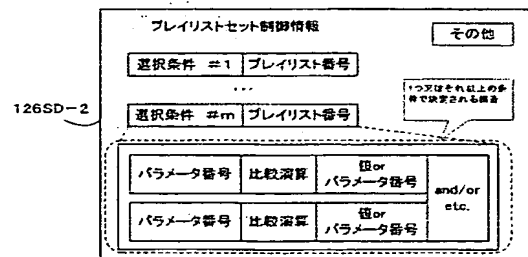 プレイリストセット制御情報
その他
選択条件 #1 プレイリスト番号
...
選択条件 #m プレイリスト番号
1つ又はそれ以上の条
件で決定される構造
126SD-2
パラメータ番号 比較演算 値or
パラメータ番号
and/or
etc.
パラメータ番号 比較演算 値or
パラメータ番号